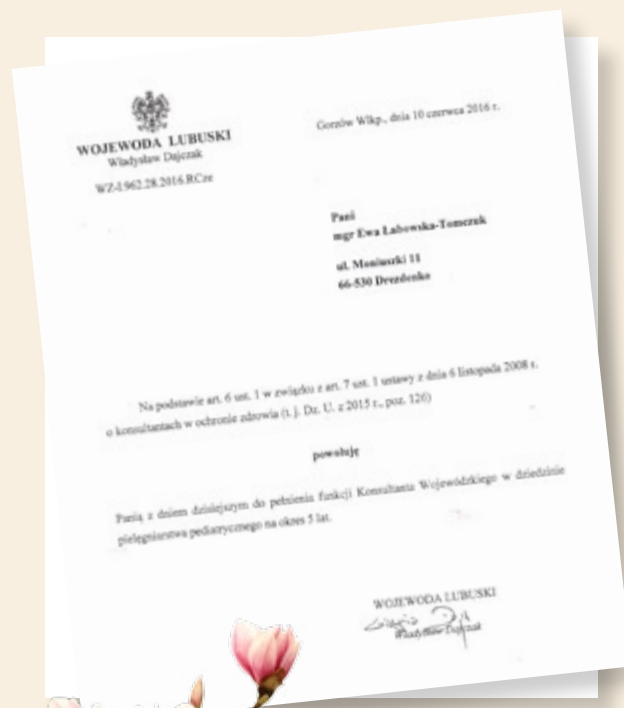 WOJEWODA LUBUSKI
Władysław Dajczak
WZ-I.962.28.2016.RCze
Gorzów Wlkp., dnia 10 czerwca 2016 r.
Pani
mgr Ewa Łabowska-Tomczuk
ul. Moniuszki 11
66-530 Drezdenko
Na podstawie art. 6 ust. 1 w związku z art. 7 ust. 1 ustawy z dnia 6 listopada 2008 r.
o konsultantach w ochronie zdrowia (t. j. Dz. U. z 2015 r., poz. 126)
powołuję
Panią z dniem dzisiejszym do pełnienia funkcji Konsultanta Wojewódzkiego w dziedzinie
pielęgniarstwa pediatrycznego na okres 5 lat.
WOJEWODA LUBUSKI
Władysław Dajczak